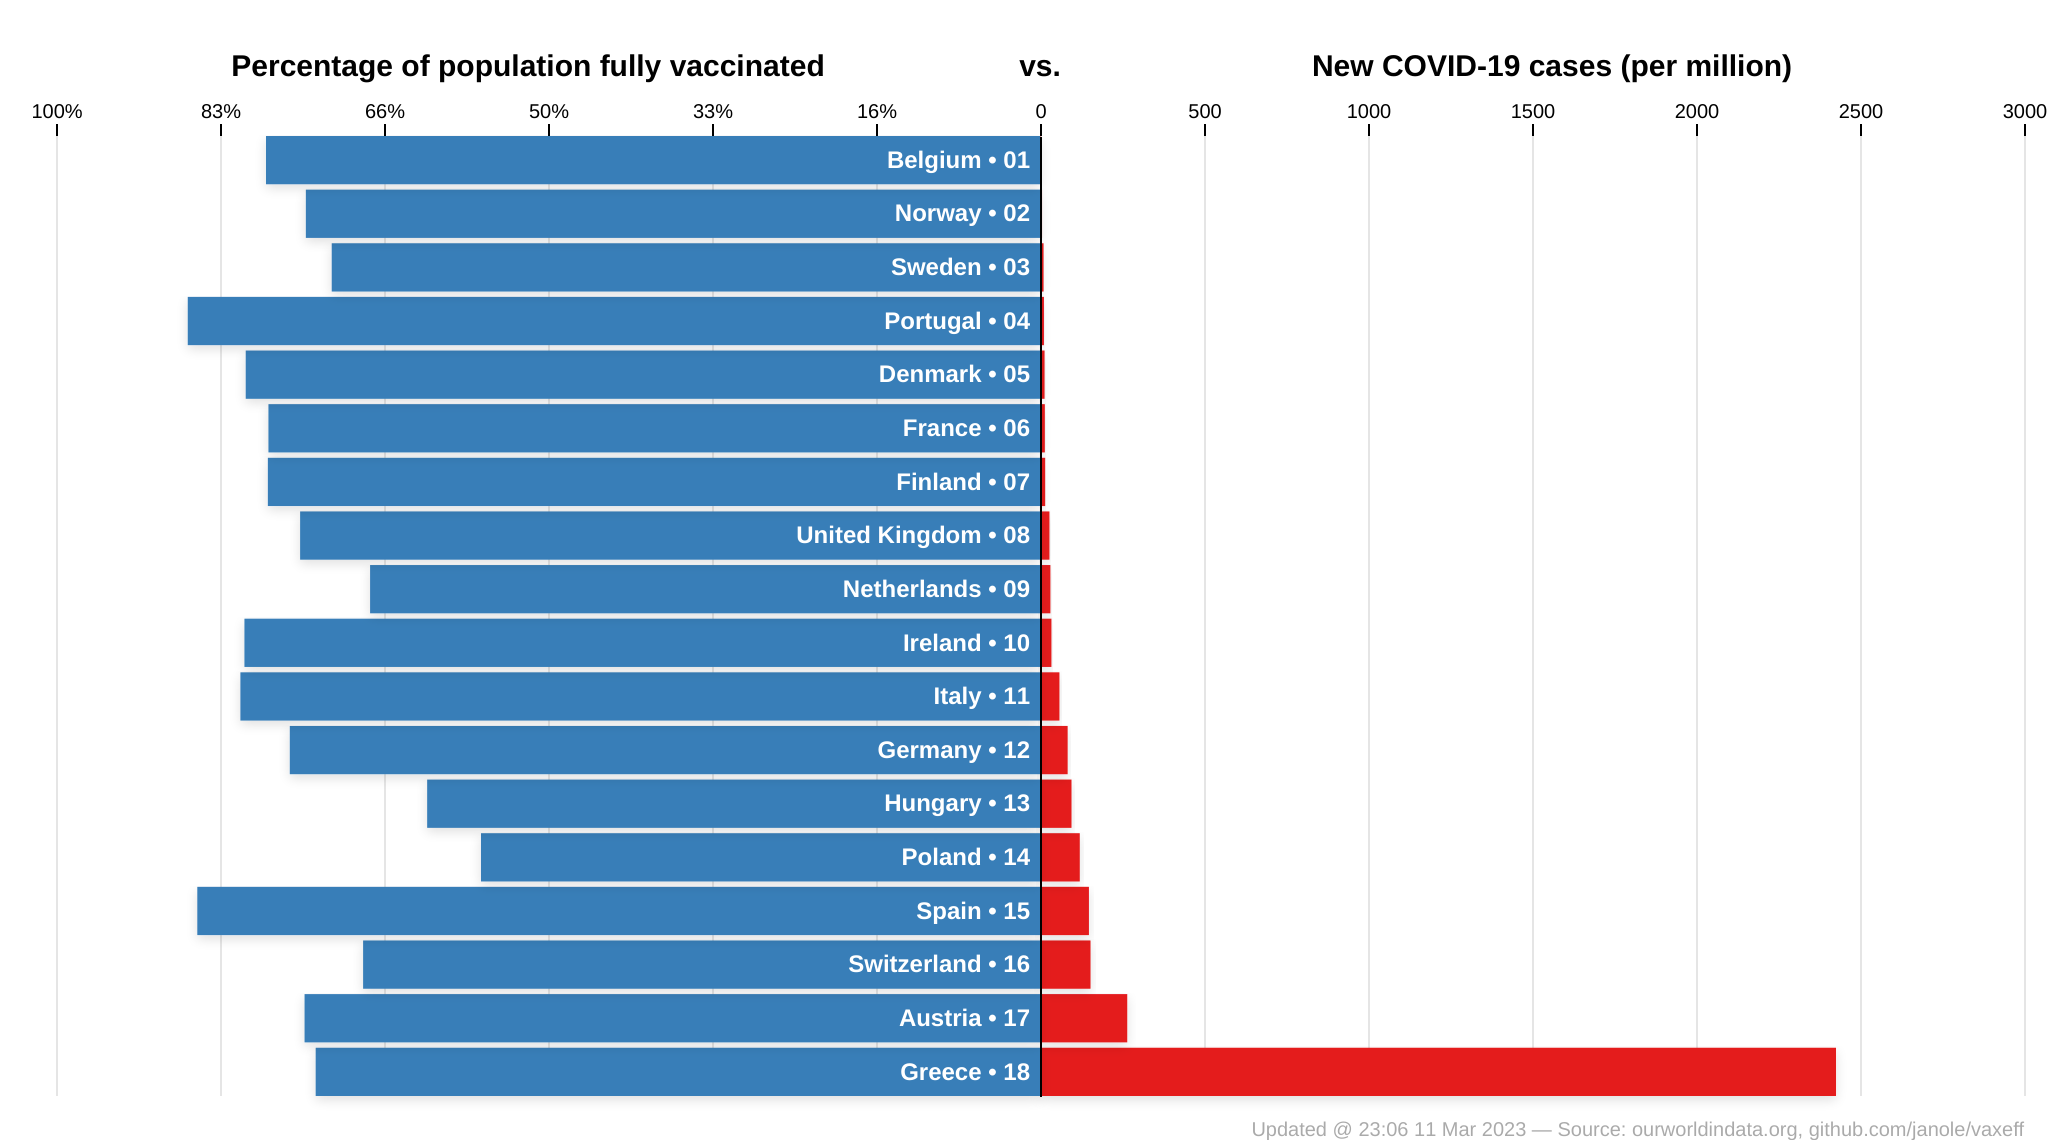 Percentage of population fully vaccinated vs. New COVID-19 cases (per million)
100% 83% 66% 50% 33% 16% 0 500 1000 1500 2000 2500 3000
Belgium • 01
Norway • 02
Sweden • 03
Portugal • 04
Denmark • 05
France • 06
Finland • 07
United Kingdom • 08
Netherlands • 09
Ireland • 10
Italy • 11
Germany • 12
Hungary • 13
Poland • 14
Spain • 15
Switzerland • 16
Austria • 17
Greece • 18
Updated @ 23:06 11 Mar 2023 — Source: ourworldindata.org, github.com/janole/vaxeff